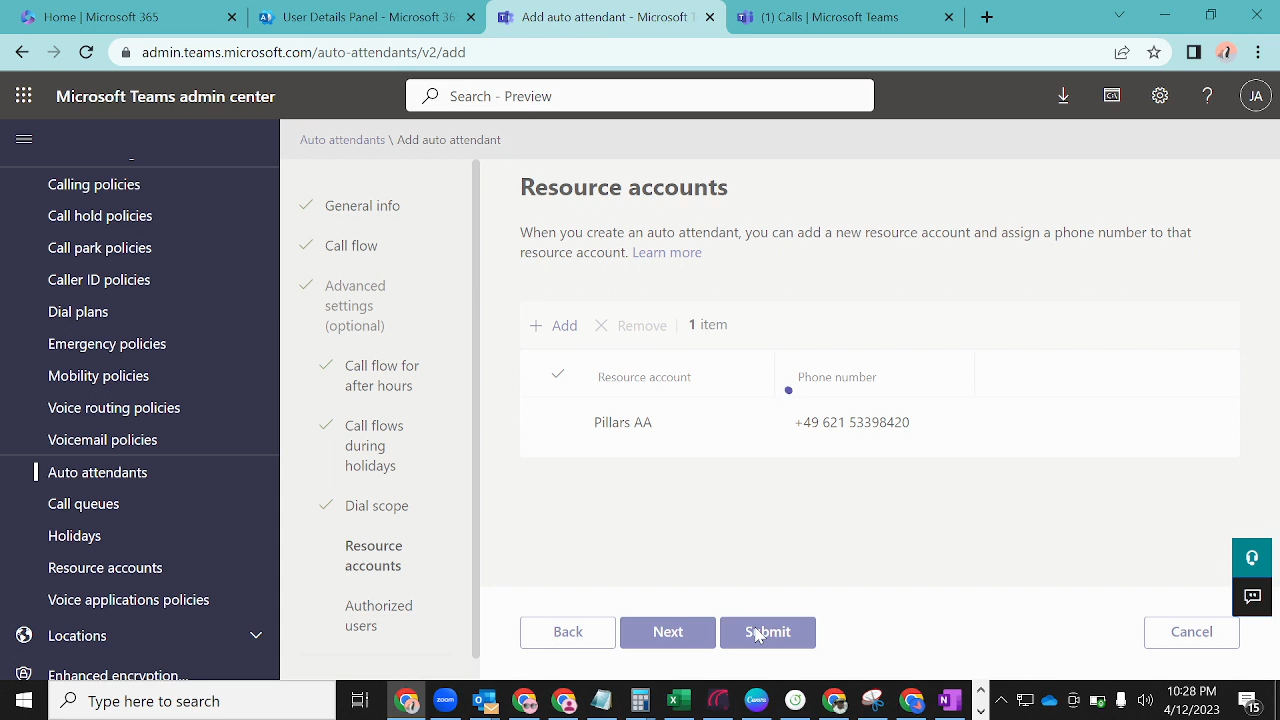 Home | Microsoft 365
User Details Panel - Microsoft 36
Add auto attendant - Microsoft T
(1) Calls | Microsoft Teams
admin.teams.microsoft.com/auto-attendants/v2/add
Microsoft Teams admin center
Search - Preview
JA
Auto attendants \ Add auto attendant
Calling policies
Call hold policies
Call park policies
Caller ID policies
Dial plans
Emergency policies
Mobility policies
Voice routing policies
Voicemail policies
Auto attendants
Call queues
Holidays
Resource accounts
Voice applications policies
Locations
Enhanced encryption...
General info
Call flow
Advanced
settings
(optional)
Call flow for
after hours
Call flows
during
holidays
Dial scope
Resource
accounts
Authorized
users
Resource accounts
When you create an auto attendant, you can add a new resource account and assign a phone number to that
resource account. Learn more
Add
Remove
1 item
Resource account
Phone number
Pillars AA
+49 621 53398420
Back
Next
Submit
Cancel
Type here to search
zoom
Canva
10:28 PM
4/12/2023
15